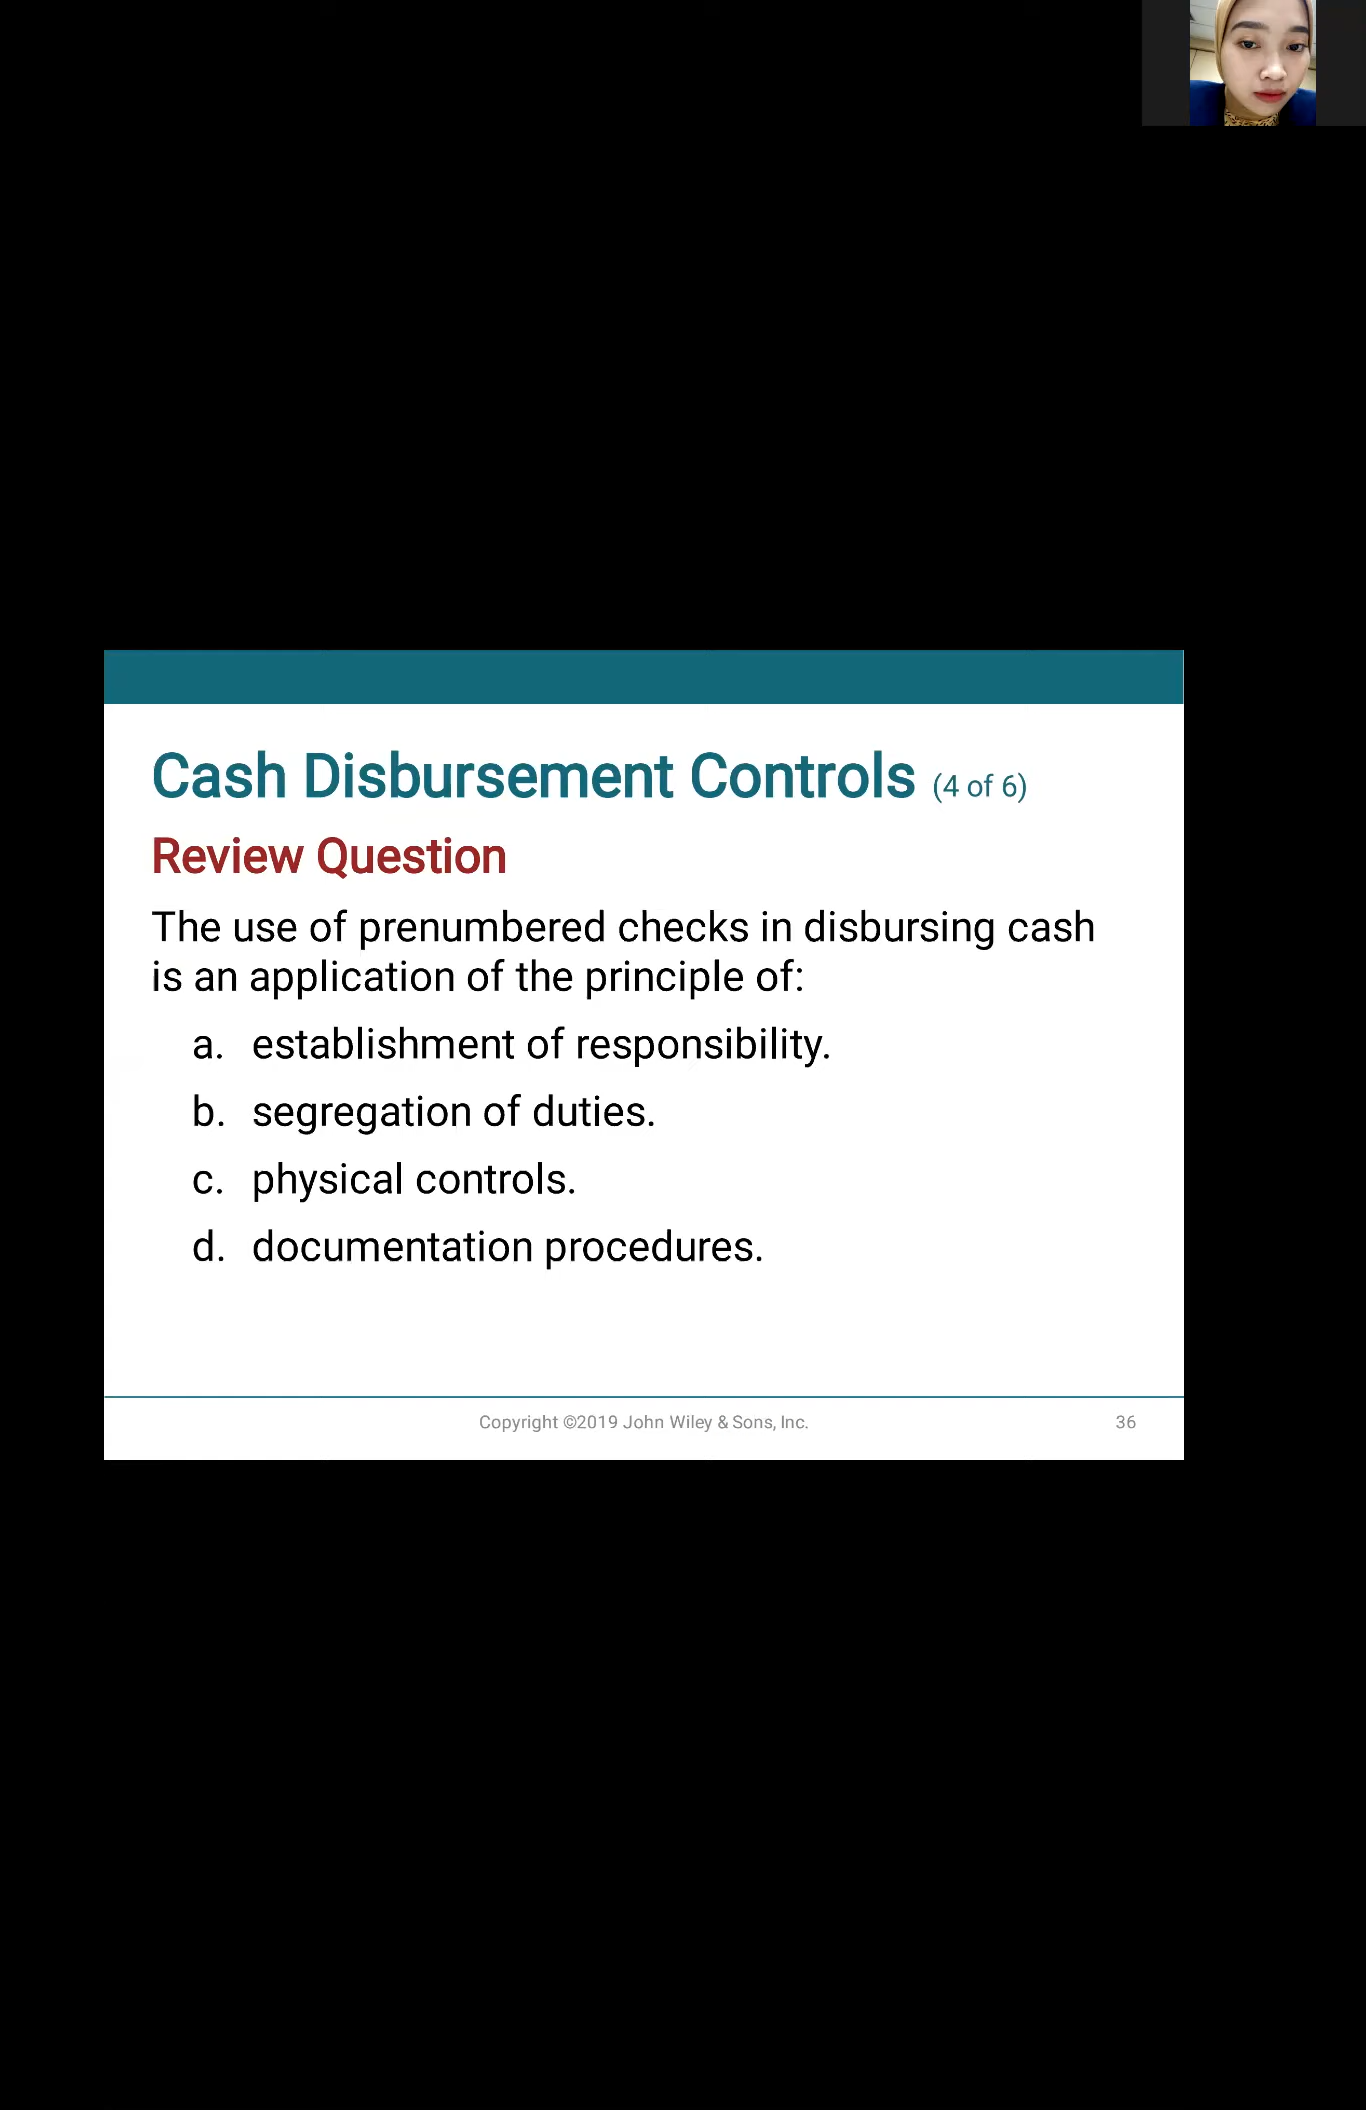 Cash Disbursement Controls (4 of 6)
Review Question
The use of prenumbered checks in disbursing cash
is an application of the principle of:
a. establishment of responsibility.
b. segregation of duties.
c. physical controls.
d. documentation procedures.
Copyright ©2019 John Wiley & Sons, Inc. 36